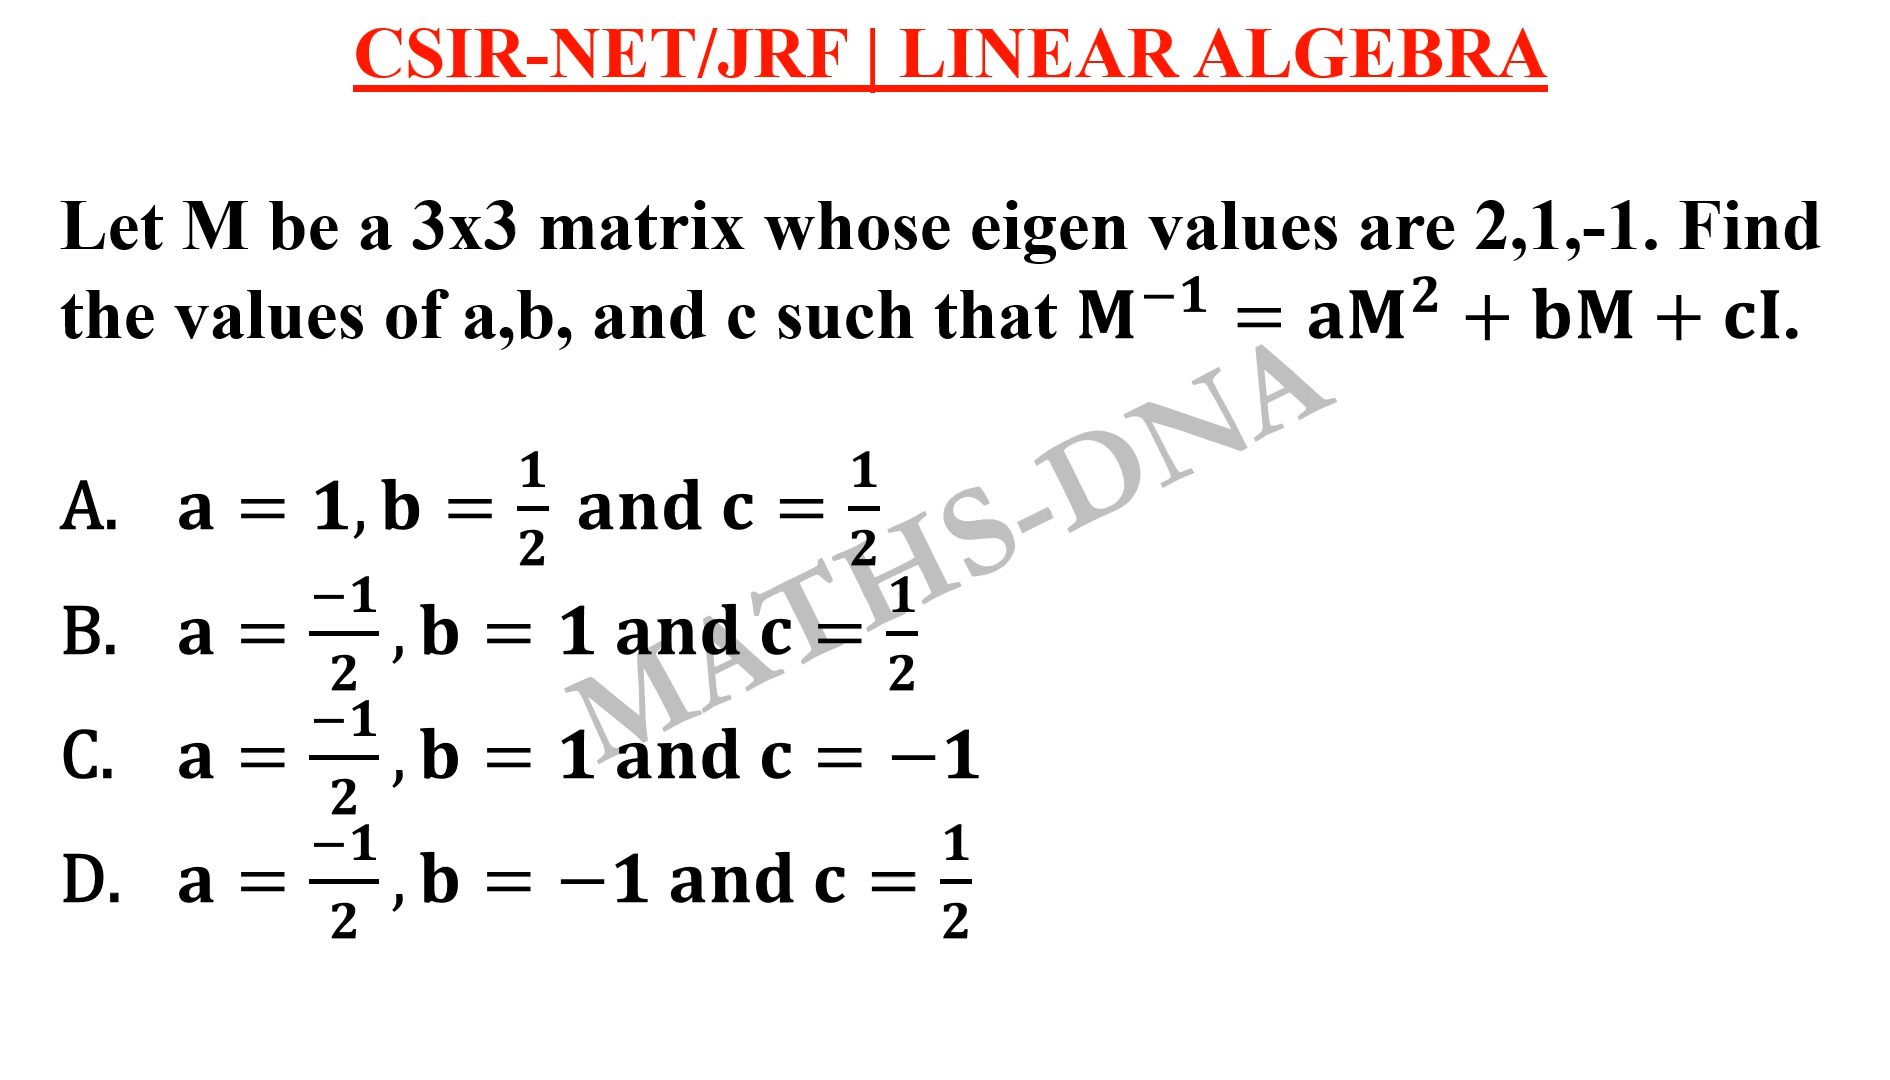 CSIR-NET/JRF | LINEAR ALGEBRA
Let M be a 3x3 matrix whose eigen values are 2,1,-1. Find
the values of a,b, and c such that M⁻¹ = aM² + bM + cI.
A. a = 1, b = 1/2 and c = 1/2
B. a = -1/2, b = 1 and c = 1/2
C. a = -1/2, b = 1 and c = −1
D. a = -1/2, b = −1 and c = 1/2
MATHS-DNA